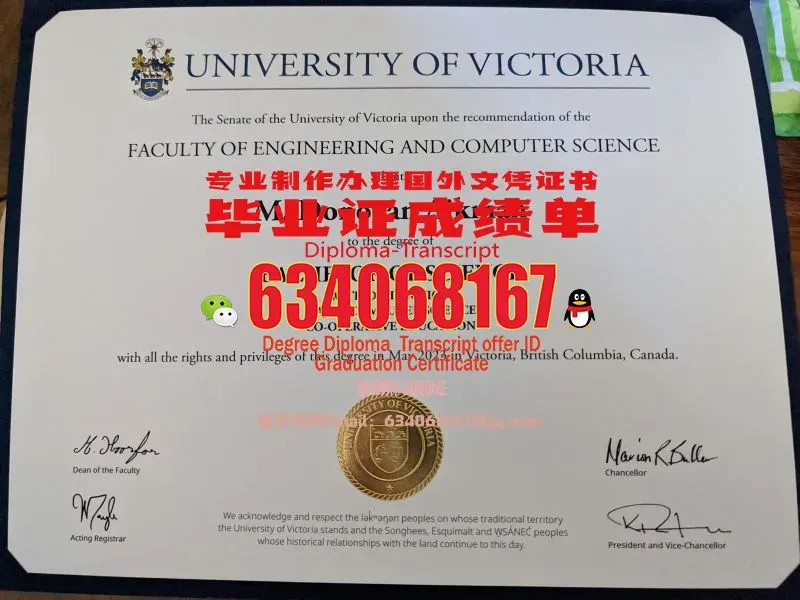 UNIVERSITY OF VICTORIA
The Senate of the University of Victoria upon the recommendation of the
FACULTY OF ENGINEERING AND COMPUTER SCIENCE
专业制作办理国外文凭证书
毕业证成绩单
to the degree of
Diploma-Transcript
634068167
CO-OPERATIVE EDUCATION
Degree Diploma Transcript offer ID
with all the rights and privileges of this degree in May 2023 in Victoria, British Columbia, Canada.
Graduation Certificate
Dean of the Faculty
Chancellor
Acting Registrar
President and Vice-Chancellor
We acknowledge and respect the lək̓ʷəŋən peoples on whose traditional territory
the University of Victoria stands and the Songhees, Esquimalt and W̱SÁNEĆ peoples
whose historical relationships with the land continue to this day.